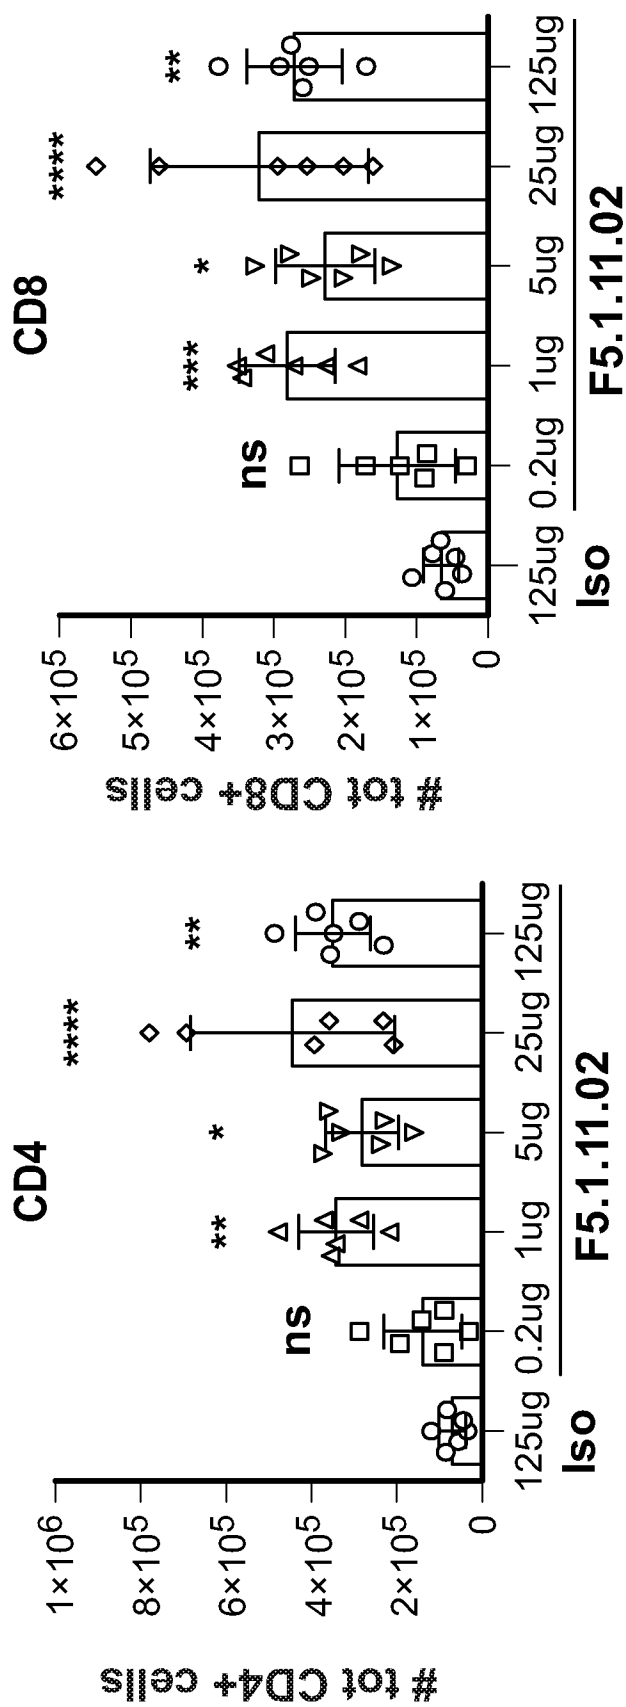 CD4
# tot CD4+ cells
1×10⁶
8×10⁵
6×10⁵
4×10⁵
2×10⁵
0
ns
**
*
****
**
125ug 0.2ug 1ug 5ug 25ug 125ug
Iso F5.1.11.02
CD8
# tot CD8+ cells
6×10⁵
5×10⁵
4×10⁵
3×10⁵
2×10⁵
1×10⁵
0
ns
***
*
****
**
125ug 0.2ug 1ug 5ug 25ug 125ug
Iso F5.1.11.02